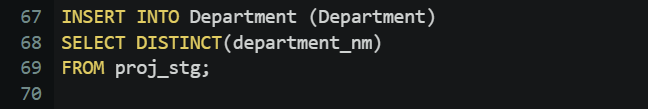 67 INSERT INTO Department (Department)
68 SELECT DISTINCT(department_nm)
69 FROM proj_stg;
70